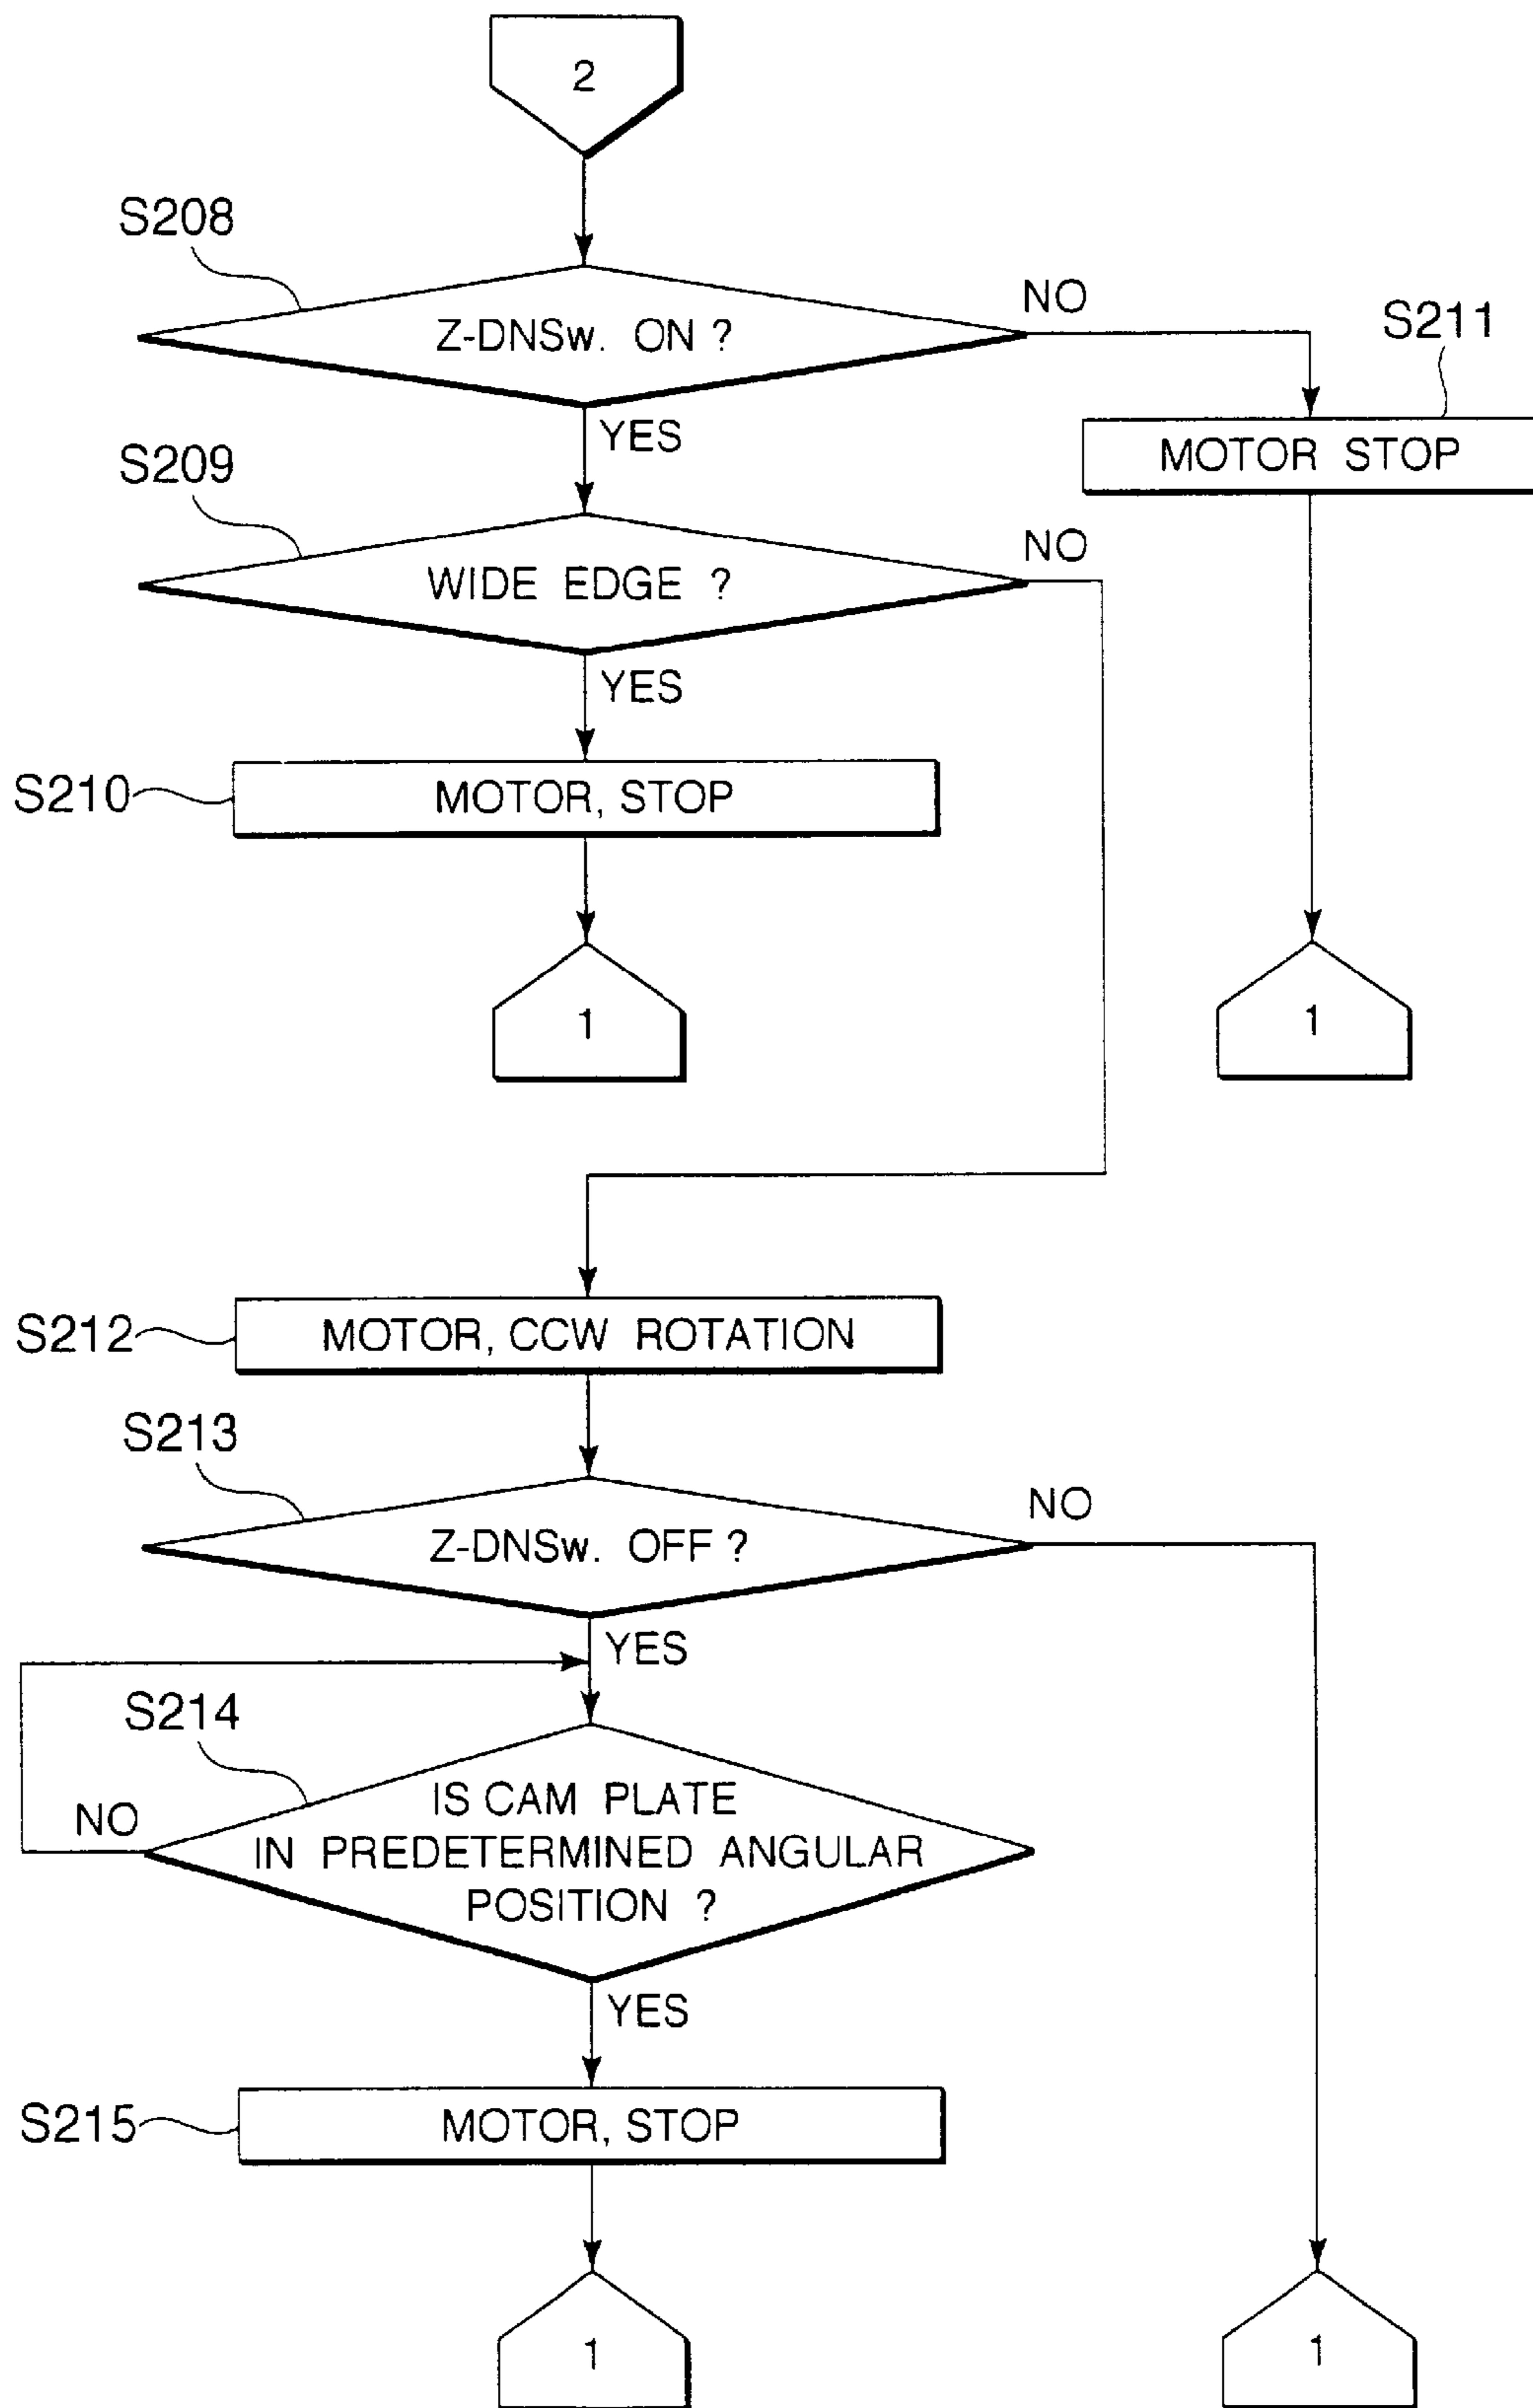 2
S208
Z-DNSw. ON ?
NO
S211
YES
MOTOR STOP
S209
WIDE EDGE ?
NO
YES
S210
MOTOR, STOP
1
1
S212
MOTOR, CCW ROTATION
S213
Z-DNSw. OFF ?
NO
YES
S214
IS CAM PLATE
IN PREDETERMINED ANGULAR
POSITION ?
NO
YES
S215
MOTOR, STOP
1
1